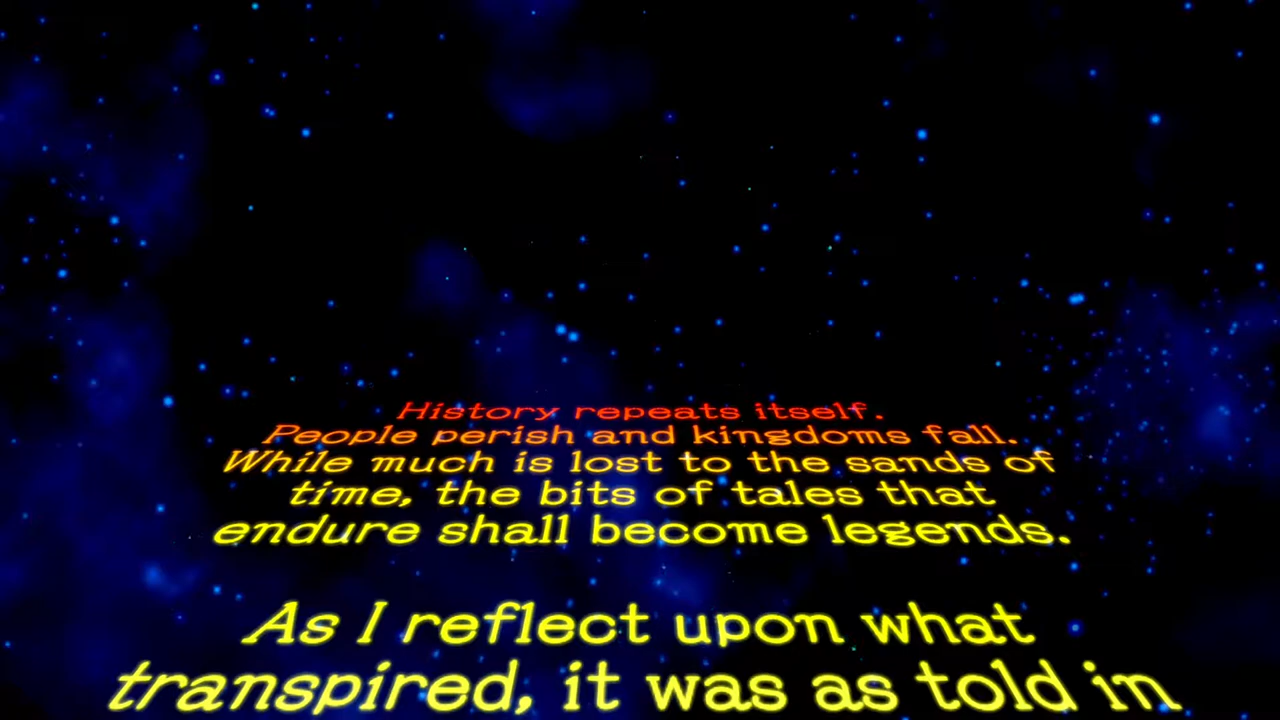 History repeats itself.
People perish and kingdoms fall.
While much is lost to the sands of
time, the bits of tales that
endure shall become legends.
As I reflect upon what
transpired, it was as told in